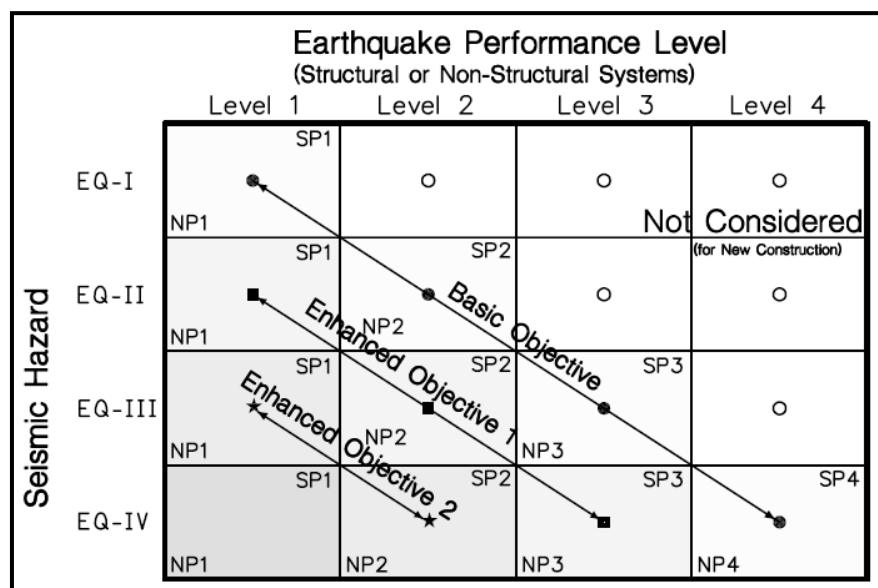 Earthquake Performance Level
(Structural or Non-Structural Systems)
Level 1 Level 2 Level 3 Level 4
Seismic Hazard
EQ-I
SP1
NP1
Not Considered
(for New Construction)
EQ-II
SP1
NP1
SP2
NP2
Basic Objective
Enhanced Objective 1
EQ-III
SP1
NP1
SP2
NP2
SP3
NP3
Enhanced Objective 2
EQ-IV
SP1
NP1
SP2
NP2
SP3
NP3
SP4
NP4